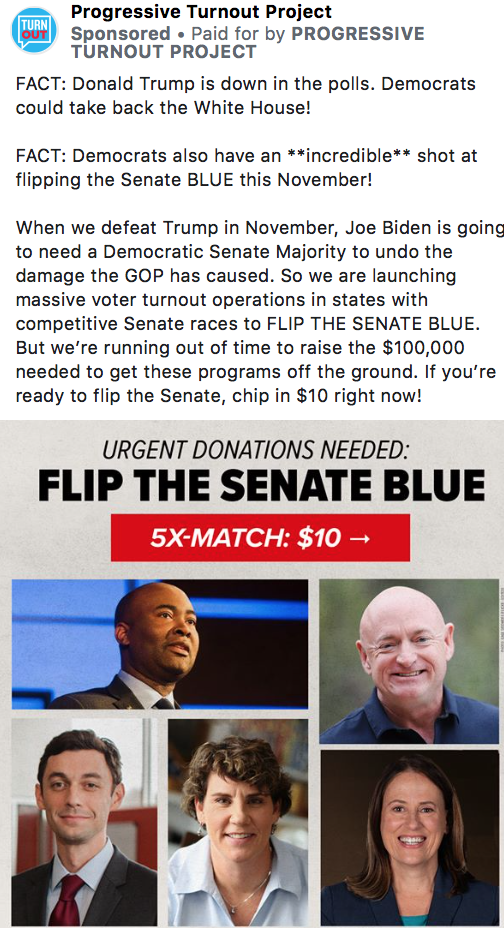 TURN
OUT
Progressive Turnout Project
Sponsored • Paid for by PROGRESSIVE
TURNOUT PROJECT
FACT: Donald Trump is down in the polls. Democrats
could take back the White House!
FACT: Democrats also have an **incredible** shot at
flipping the Senate BLUE this November!
When we defeat Trump in November, Joe Biden is going
to need a Democratic Senate Majority to undo the
damage the GOP has caused. So we are launching
massive voter turnout operations in states with
competitive Senate races to FLIP THE SENATE BLUE.
But we’re running out of time to raise the $100,000
needed to get these programs off the ground. If you’re
ready to flip the Senate, chip in $10 right now!
URGENT DONATIONS NEEDED:
FLIP THE SENATE BLUE
5X-MATCH: $10 →